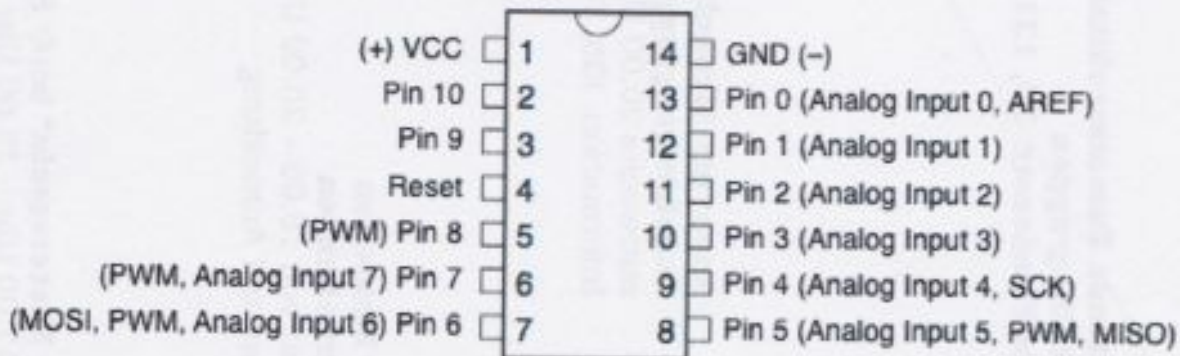 (+) VCC 1 14 GND (–)
Pin 10 2 13 Pin 0 (Analog Input 0, AREF)
Pin 9 3 12 Pin 1 (Analog Input 1)
Reset 4 11 Pin 2 (Analog Input 2)
(PWM) Pin 8 5 10 Pin 3 (Analog Input 3)
(PWM, Analog Input 7) Pin 7 6 9 Pin 4 (Analog Input 4, SCK)
(MOSI, PWM, Analog Input 6) Pin 6 7 8 Pin 5 (Analog Input 5, PWM, MISO)